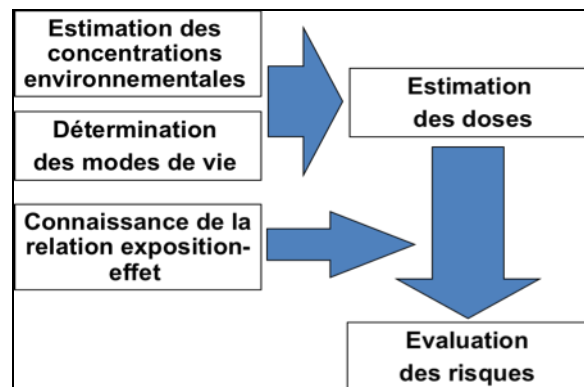 Estimation des
concentrations
environnementales
Estimation
des doses
Détermination
des modes de vie
Connaissance de la
relation exposition-
effet
Evaluation
des risques